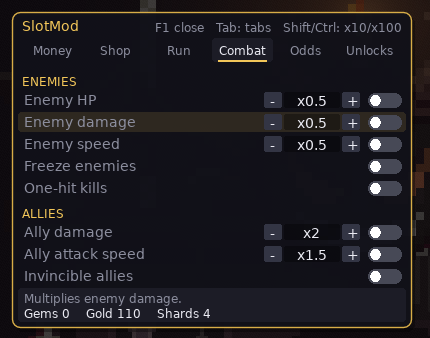 SlotMod F1 close Tab: tabs Shift/Ctrl: x10/x100
Money Shop Run Combat Odds Unlocks
ENEMIES
Enemy HP - x0.5 +
Enemy damage - x0.5 +
Enemy speed - x0.5 +
Freeze enemies
One-hit kills
ALLIES
Ally damage - x2 +
Ally attack speed - x1.5 +
Invincible allies
Multiplies enemy damage.
Gems 0 Gold 110 Shards 4